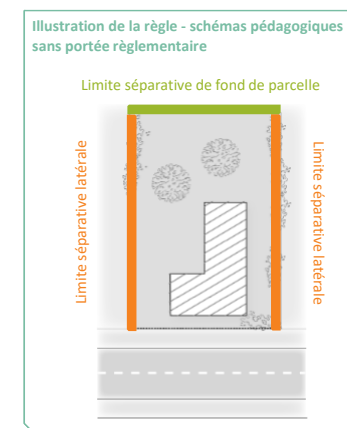 Illustration de la règle - schémas pédagogiques
sans portée règlementaire
Limite séparative de fond de parcelle
Limite séparative latérale
Limite séparative latérale